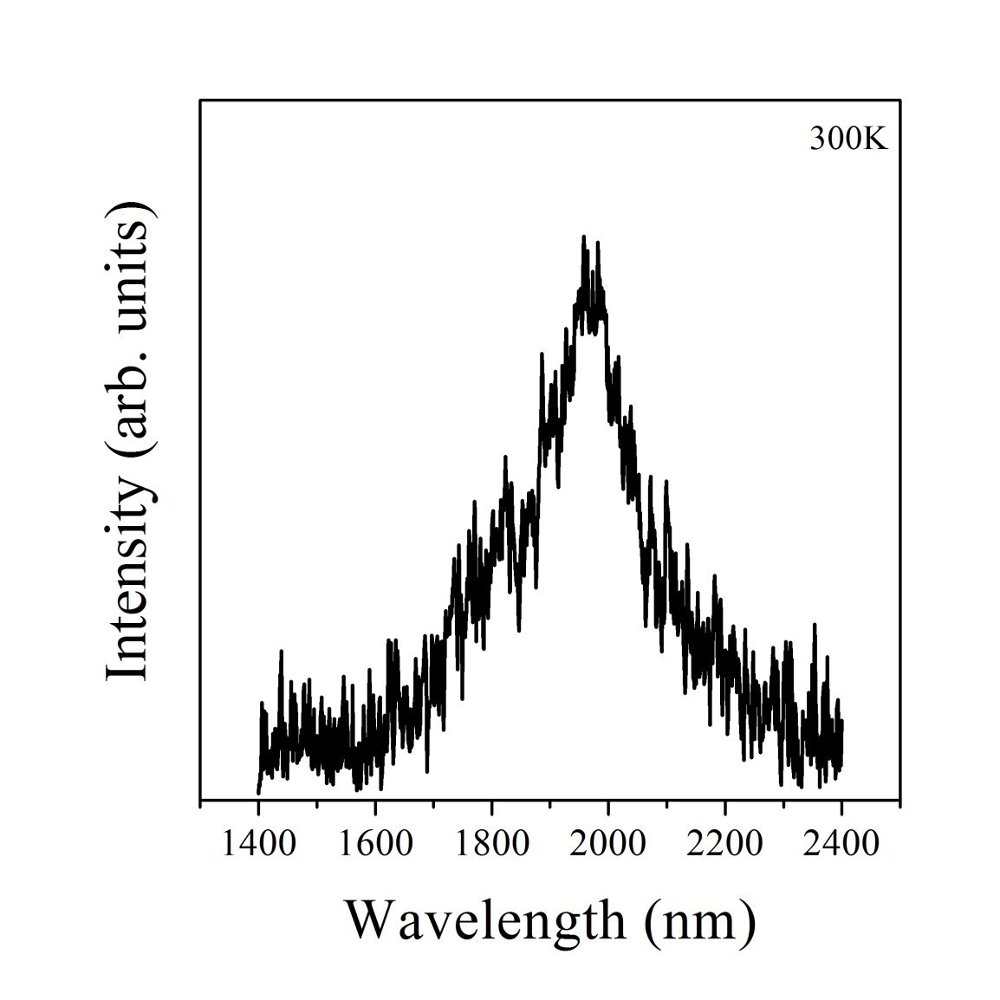 300K
Intensity (arb. units)
1400 1600 1800 2000 2200 2400
Wavelength (nm)